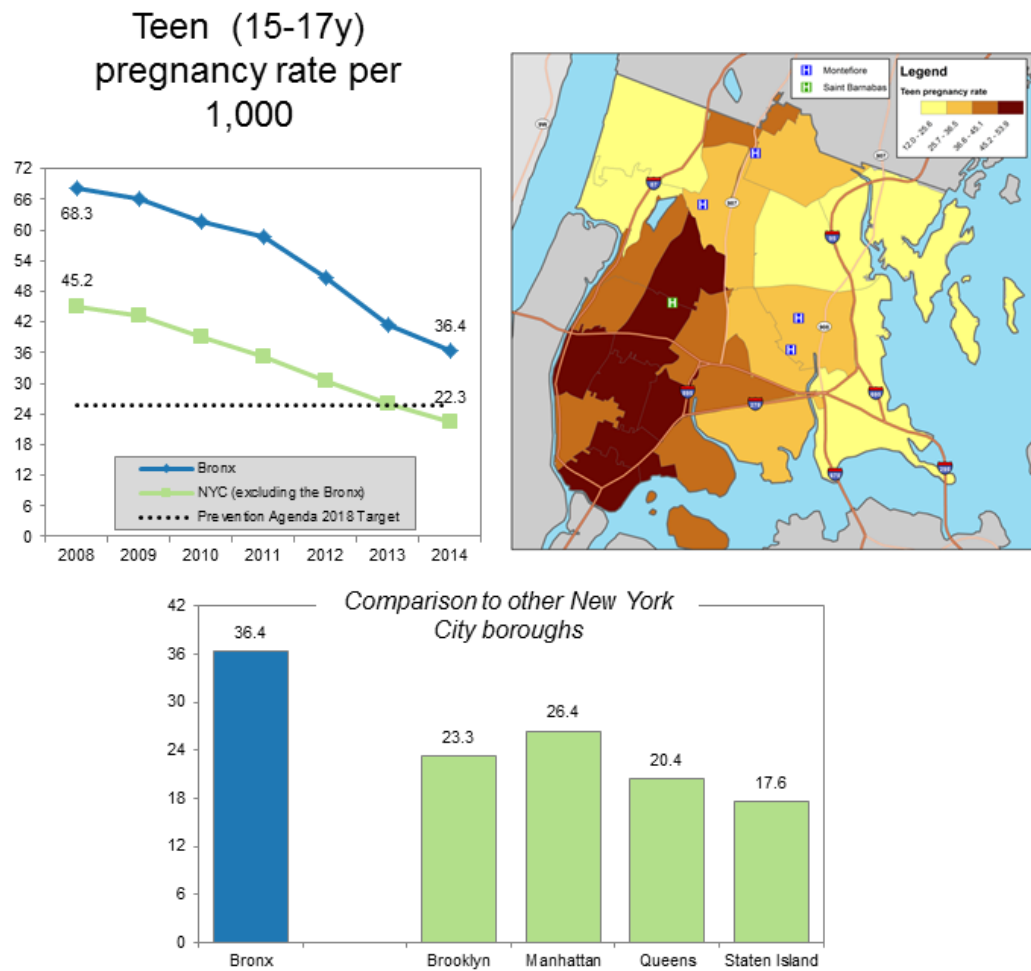 Teen (15-17y)
pregnancy rate per
1,000
72
66
60
54
48
42
36
30
24
18
12
6
0
68.3
45.2
36.4
22.3
Bronx
NYC (excluding the Bronx)
Prevention Agenda 2018 Target
2008 2009 2010 2011 2012 2013 2014
H Montefiore
H Saint Barnabas
Legend
Teen pregnancy rate
12.0 - 25.6
25.7 - 36.5
36.6 - 45.1
45.2 - 53.9
H
H
H
H
H
87
907
95
278
Comparison to other New York
City boroughs
42
36
30
24
18
12
6
0
36.4
23.3
26.4
20.4
17.6
Bronx Brooklyn Manhattan Queens Staten Island